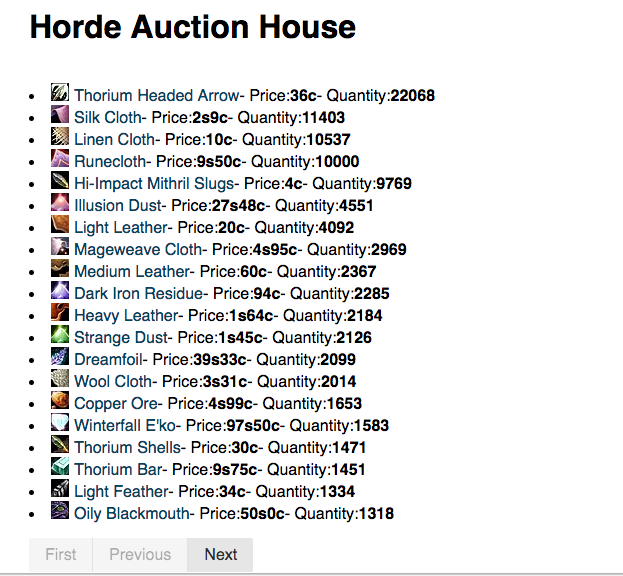 Horde Auction House
Thorium Headed Arrow- Price:36c- Quantity:22068
Silk Cloth- Price:2s9c- Quantity:11403
Linen Cloth- Price:10c- Quantity:10537
Runecloth- Price:9s50c- Quantity:10000
Hi-Impact Mithril Slugs- Price:4c- Quantity:9769
Illusion Dust- Price:27s48c- Quantity:4551
Light Leather- Price:20c- Quantity:4092
Mageweave Cloth- Price:4s95c- Quantity:2969
Medium Leather- Price:60c- Quantity:2367
Dark Iron Residue- Price:94c- Quantity:2285
Heavy Leather- Price:1s64c- Quantity:2184
Strange Dust- Price:1s45c- Quantity:2126
Dreamfoil- Price:39s33c- Quantity:2099
Wool Cloth- Price:3s31c- Quantity:2014
Copper Ore- Price:4s99c- Quantity:1653
Winterfall E'ko- Price:97s50c- Quantity:1583
Thorium Shells- Price:30c- Quantity:1471
Thorium Bar- Price:9s75c- Quantity:1451
Light Feather- Price:34c- Quantity:1334
Oily Blackmouth- Price:50s0c- Quantity:1318
First Previous Next